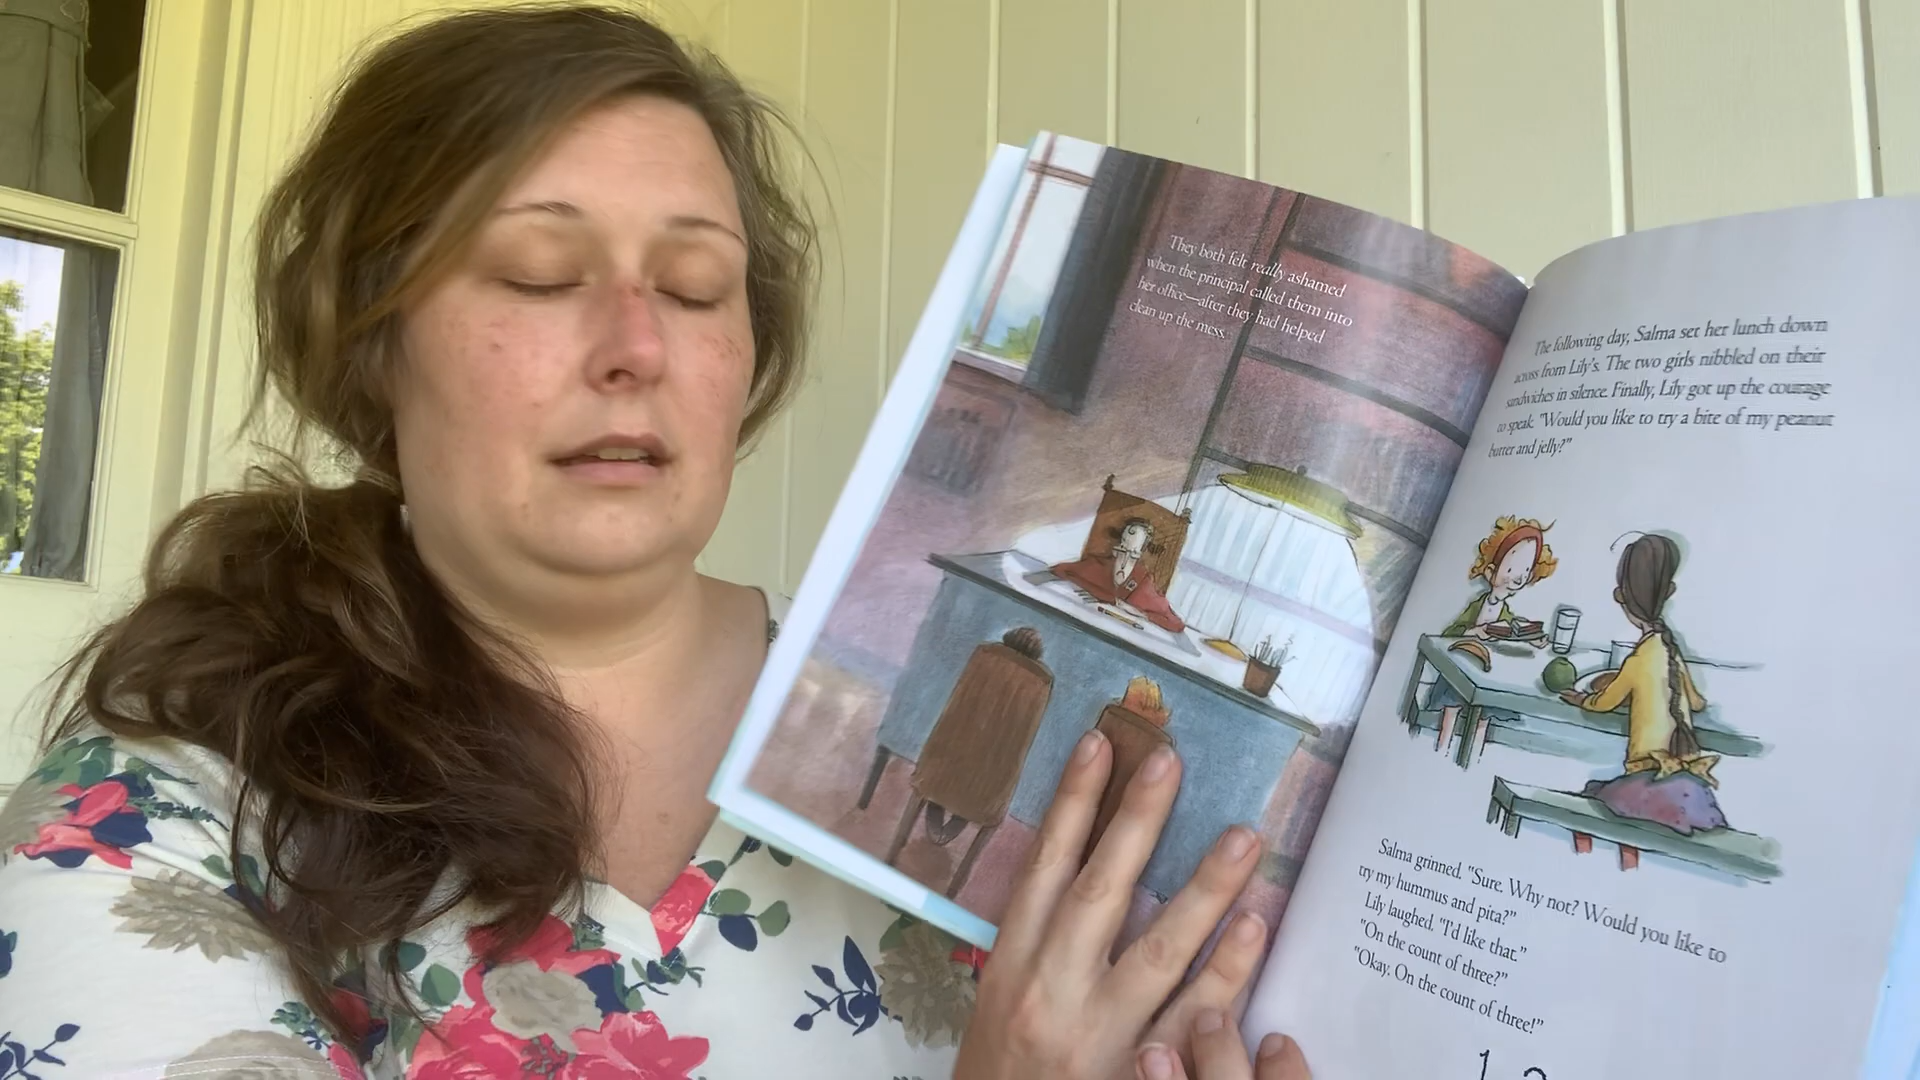 They both felt really ashamed
when the principal called them into
her office—after they had helped
clean up the mess.
The following day, Salma set her lunch down
across from Lily's. The two girls nibbled on their
sandwiches in silence. Finally, Lily got up the courage
to speak. "Would you like to try a bite of my peanut
butter and jelly?"
Salma grinned. "Sure. Why not? Would you like to
try my hummus and pita?"
Lily laughed. "I'd like that."
"On the count of three?"
"Okay. On the count of three!"
1 2